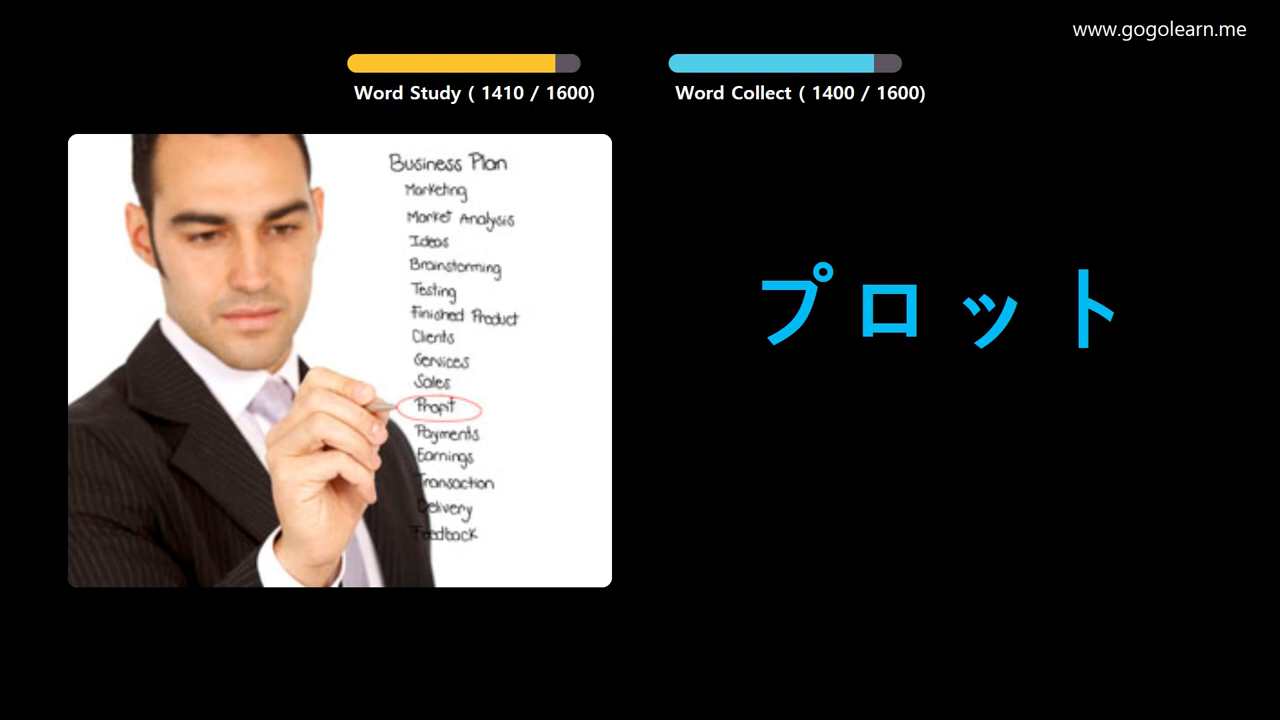 www.gogolearn.me
Word Study ( 1410 / 1600)
Word Collect ( 1400 / 1600)
Business Plan
Marketing
Market Analysis
Ideas
Brainstorming
Testing
Finished Product
Clients
Services
Sales
Profit
Payments
Earnings
Transaction
Delivery
Feedback
プロット